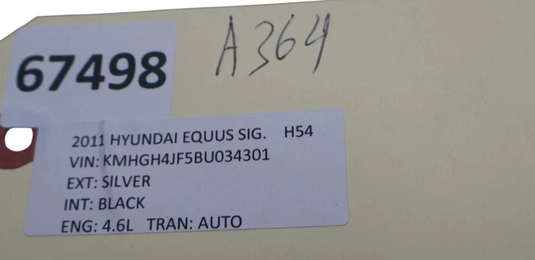 67498
A364
2011 HYUNDAI EQUUS SIG. H54
VIN: KMHGH4JF5BU034301
EXT: SILVER
INT: BLACK
ENG: 4.6L TRAN: AUTO